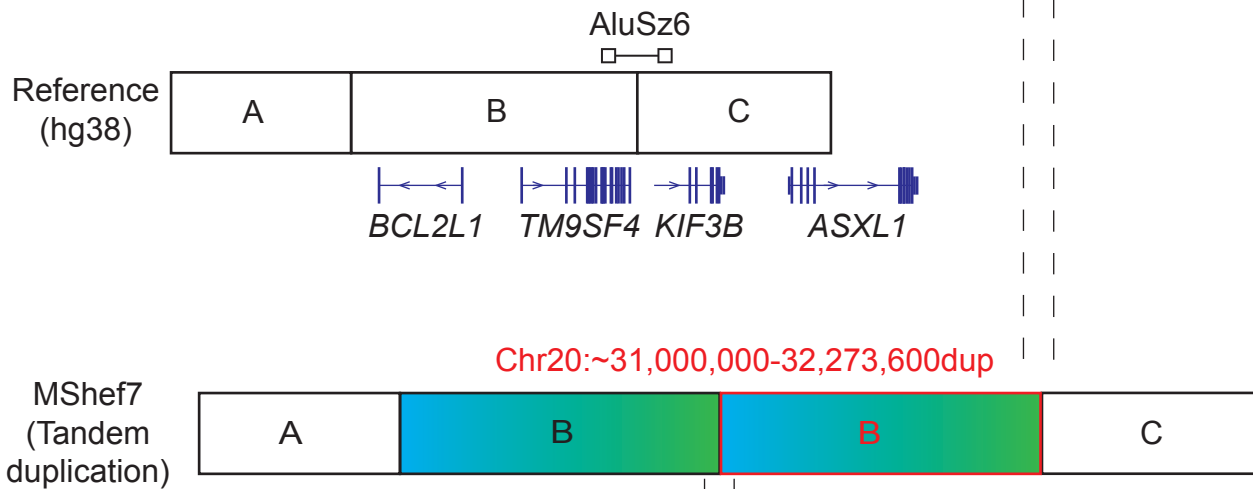 AluSz6
Reference
(hg38)
A
B
C
BCL2L1
TM9SF4
KIF3B
ASXL1
Chr20:~31,000,000-32,273,600dup
MShef7
(Tandem
duplication)
A
B
B
C